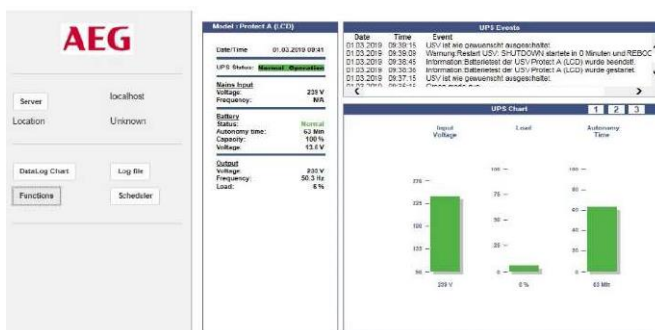 AEG
Server
localhost
Location
Unknown
DataLog Chart
Log file
Functions
Scheduler
Model : Protect A (LCD)
Date/Time 01.03.2019 09:41
UPS Status: Normal Operation
Mains Input
Voltage: 239 V
Frequency: N/A
Battery
Status: Normal
Autonomy time: 63 Min
Capacity: 100 %
Voltage: 13.6 V
Output
Voltage: 230 V
Frequency: 50.3 Hz
Load: 6 %
UPS Events
Date Time Event
01.03.2019 09:39:15 USV ist wie gewuenscht ausgeschaltet.
01.03.2019 09:39:09 Warnung:Restart USV: SHUTDOWN startete in 0 Minuten und REBOC
01.03.2019 09:38:45 Information:Batterietest der USV Protect A (LCD) wurde beendet!
01.03.2019 09:38:36 Information:Batterietest der USV Protect A (LCD) wurde gestartet.
01.03.2019 09:37:15 USV ist wie gewuenscht ausgeschaltet.
UPS Chart
1 2 3
Input
Voltage
Load
Autonomy
Time
100
100
80
75
60
50
40
25
20
0
0
239 V
6 %
63 Min